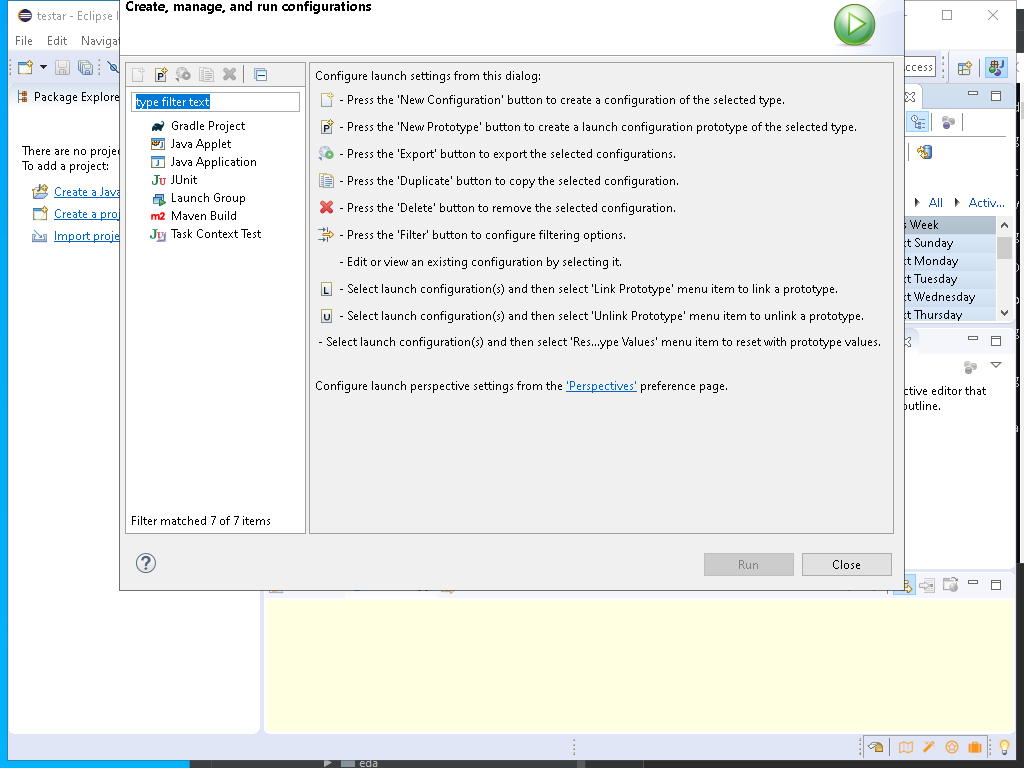 Create, manage, and run configurations
testar - Eclipse
File Edit
Package Explore
There are no proje
To add a project:
Create a Java
Create a proj
Import proje
type filter text
Gradle Project
Java Applet
Java Application
JUnit
Launch Group
Maven Build
Task Context Test
Filter matched 7 of 7 items
Configure launch settings from this dialog:
- Press the 'New Configuration' button to create a configuration of the selected type.
- Press the 'New Prototype' button to create a launch configuration prototype of the selected type.
- Press the 'Export' button to export the selected configurations.
- Press the 'Duplicate' button to copy the selected configuration.
- Press the 'Delete' button to remove the selected configuration.
- Press the 'Filter' button to configure filtering options.
- Edit or view an existing configuration by selecting it.
L - Select launch configuration(s) and then select 'Link Prototype' menu item to link a prototype.
U - Select launch configuration(s) and then select 'Unlink Prototype' menu item to unlink a prototype.
- Select launch configuration(s) and then select 'Res...ype Values' menu item to reset with prototype values.
Configure launch perspective settings from the 'Perspectives' preference page.
Run Close
ccess
All Activ...
s Week
xt Sunday
xt Monday
xt Tuesday
xt Wednesday
xt Thursday
ctive editor that
outline.
eda